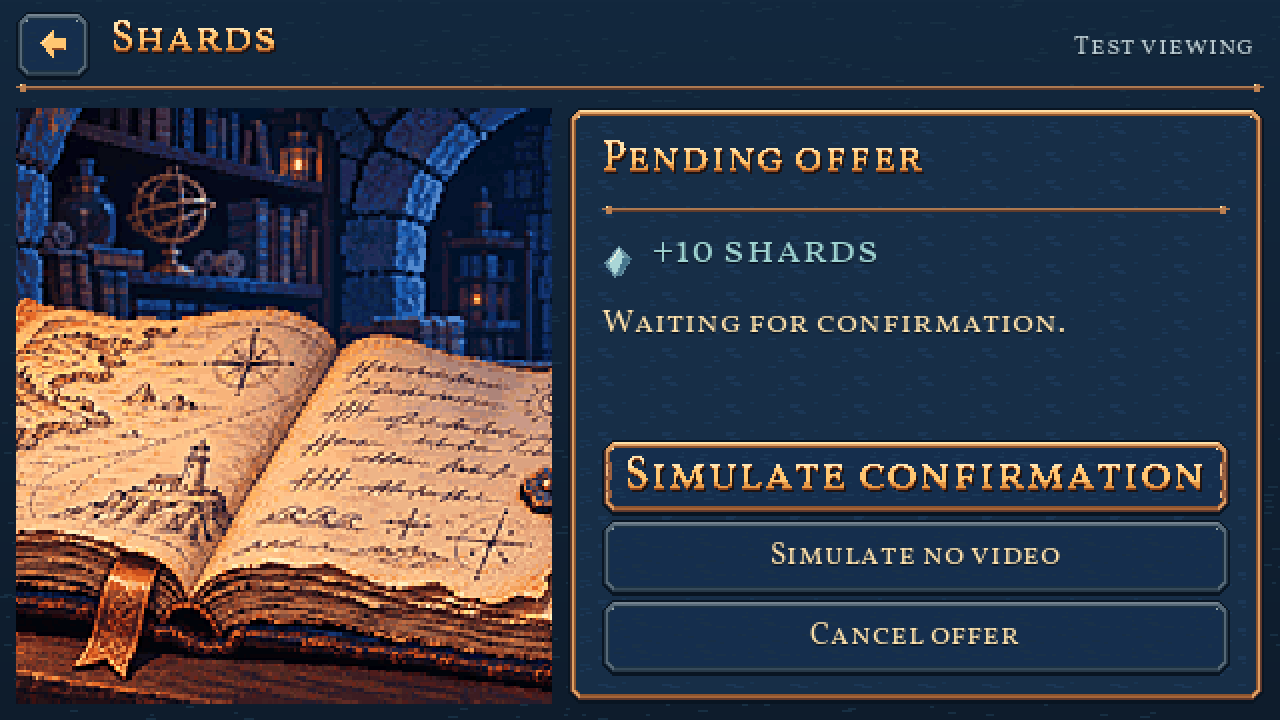 Shards
Test viewing
Pending offer
+10 shards
Waiting for confirmation.
Simulate confirmation
Simulate no video
Cancel offer